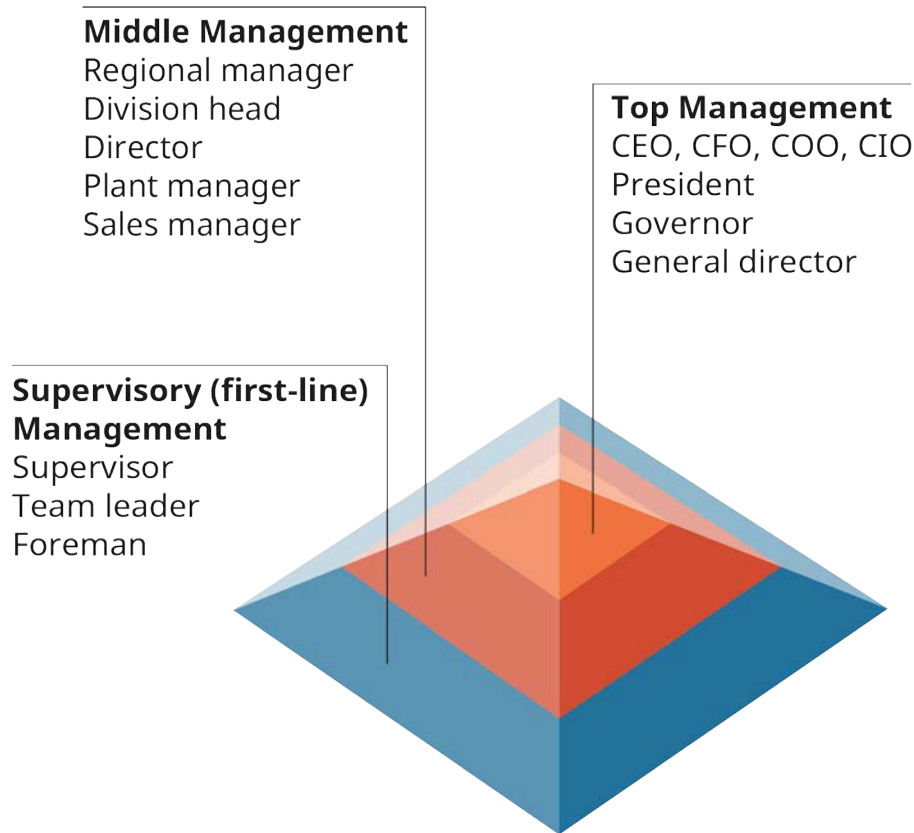 Middle Management
Regional manager
Division head
Director
Plant manager
Sales manager
Top Management
CEO, CFO, COO, CIO
President
Governor
General director
Supervisory (first-line)
Management
Supervisor
Team leader
Foreman